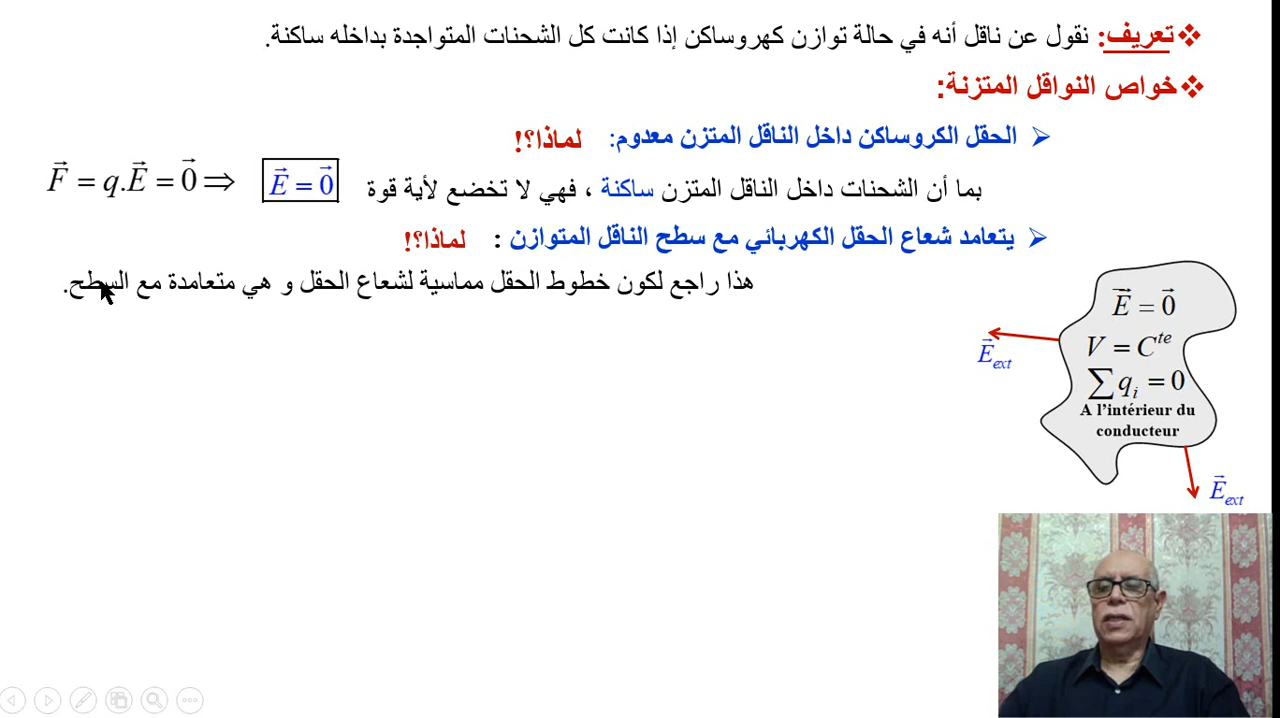 تعريف: نقول عن ناقل أنه في حالة توازن كهروساكن إذا كانت كل الشحنات المتواجدة بداخله ساكنة.
خواص النواقل المتزنة:
الحقل الكروساكن داخل الناقل المتزن معدوم: لماذا؟!
بما أن الشحنات داخل الناقل المتزن ساكنة ، فهي لا تخضع لأية قوة F⃗ = q.E⃗ = 0⃗ ⇒ E⃗ = 0⃗
يتعامد شعاع الحقل الكهربائي مع سطح الناقل المتوازن : لماذا؟!
هذا راجع لكون خطوط الحقل مماسية لشعاع الحقل و هي متعامدة مع السطح.
E⃗ = 0⃗
V = C^te
∑ q_i = 0
A l’intérieur du
conducteur
E⃗_ext
E⃗_ext